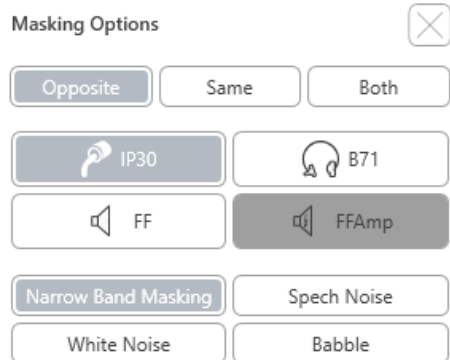 Masking Options
Opposite Same Both
IP30 B71
FF FFAmp
Narrow Band Masking Spech Noise
White Noise Babble